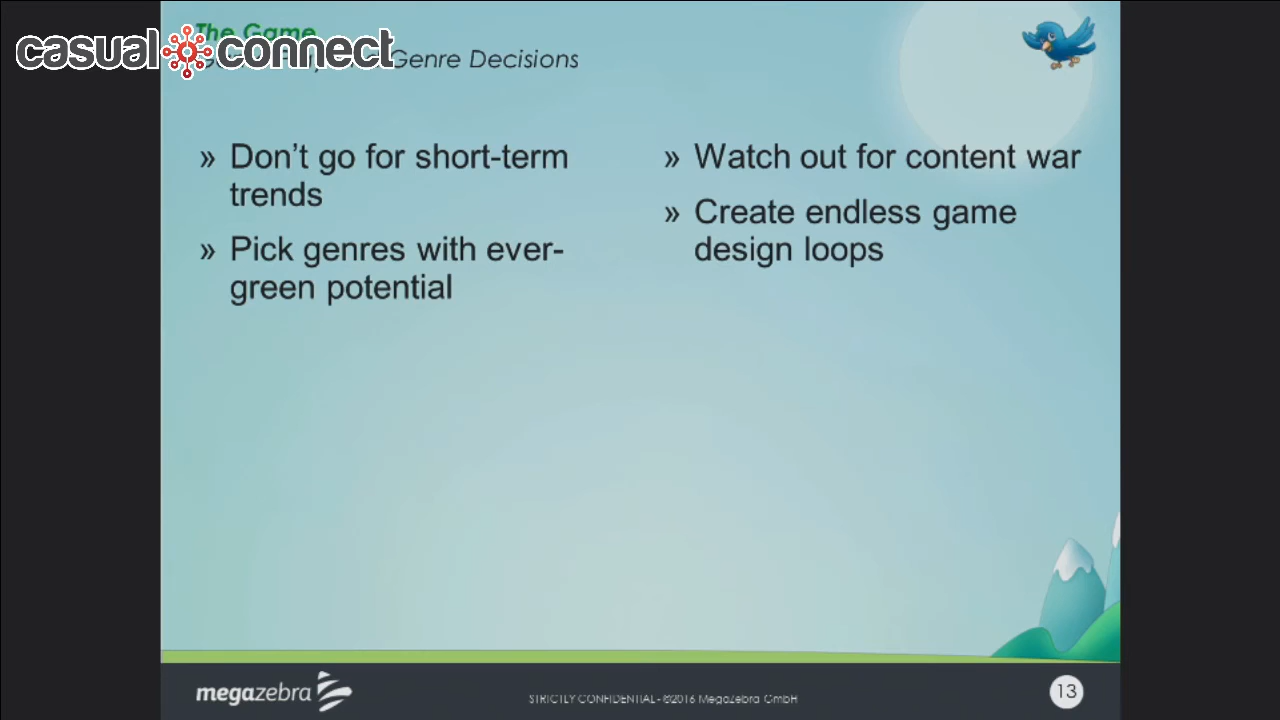 The Game
casual connect
Genre Decisions
» Don't go for short-term
trends
» Pick genres with ever-
green potential
» Watch out for content war
» Create endless game
design loops
megazebra
STRICTLY CONFIDENTIAL - ©2016 MegaZebra GmbH
13